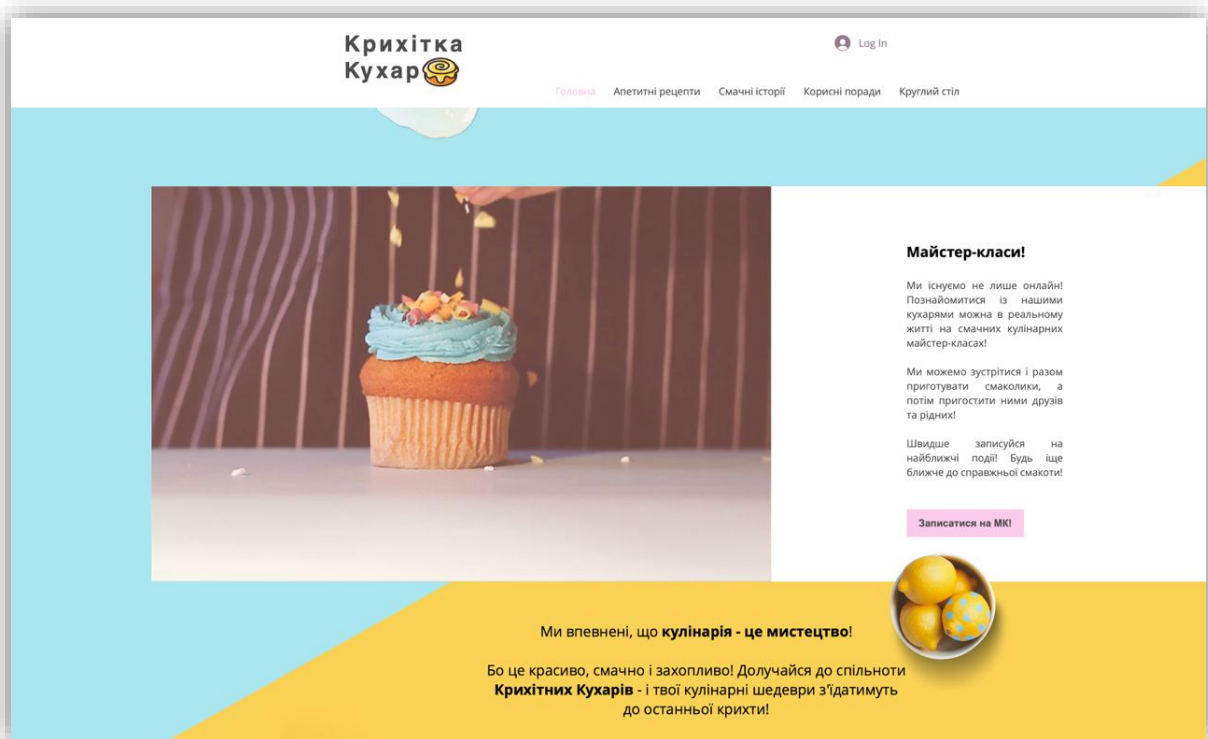 Крихітка
Кухар
Log In
Головна Апетитні рецепти Смачні історії Корисні поради Круглий стіл
Майстер-класи!
Ми існуємо не лише онлайн!
Познайомитися із нашими
кухарями можна в реальному
житті на смачних кулінарних
майстер-класах!
Ми можемо зустрітися і разом
приготувати смаколики, а
потім пригостити ними друзів
та рідних!
Швидше записуйся на
найближчі події! Будь іще
ближче до справжньої смакоти!
Записатися на МК!
Ми впевнені, що кулінарія - це мистецтво!
Бо це красиво, смачно і захопливо! Долучайся до спільноти
Крихітних Кухарів - і твої кулінарні шедеври з'їдатимуть
до останньої крихти!